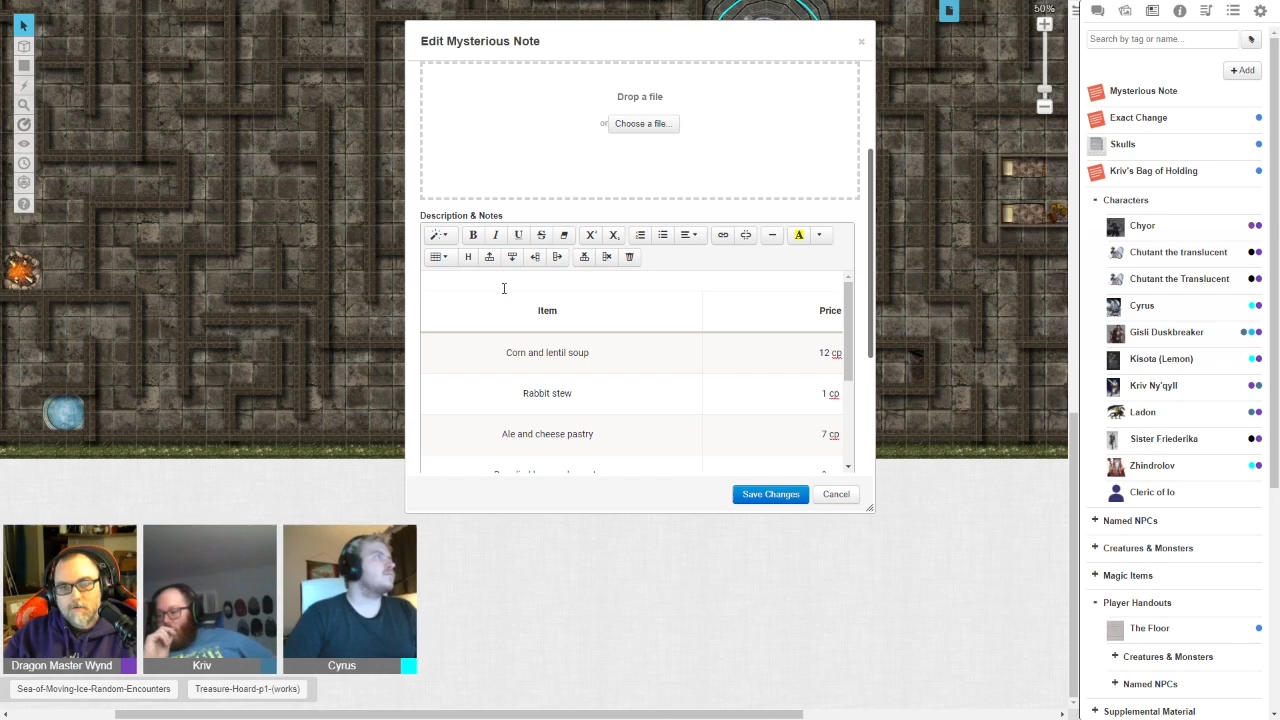 50%
Edit Mysterious Note
×
Drop a file
or Choose a file...
Description & Notes
B I U S X² X₂ A
H
Item Price
Corn and lentil soup 12 cp
Rabbit stew 1 cp
Ale and cheese pastry 7 cp
Save Changes Cancel
Search by tag or name...
+ Add
Mysterious Note
Exact Change
Skulls
Kriv's Bag of Holding
- Characters
Chyor
Chutant the translucent
Chutant the Translucent
Cyrus
Gisli Duskbreaker
Kisota (Lemon)
Kriv Ny'qyll
Ladon
Sister Friederika
Zhindrolov
Cleric of Io
+ Named NPCs
+ Creatures & Monsters
+ Magic Items
- Player Handouts
The Floor
+ Creatures & Monsters
+ Named NPCs
+ Supplemental Material
Dragon Master Wynd
Kriv
Cyrus
Sea-of-Moving-Ice-Random-Encounters
Treasure-Hoard-p1-(works)